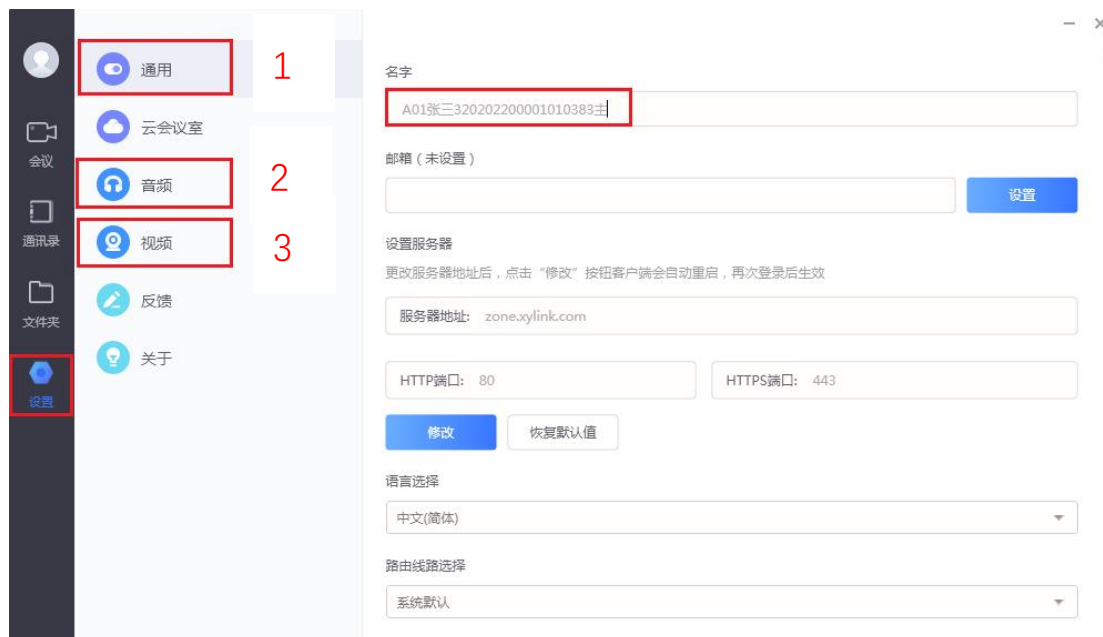 通用
1
云会议室
音频
2
视频
3
反馈
关于
会议
通讯录
文件夹
设置
名字
A01张三320202200001010383主
邮箱（未设置）
设置
设置服务器
更改服务器地址后，点击“修改”按钮客户端会自动重启，再次登录后生效
服务器地址: zone.xylink.com
HTTP端口: 80
HTTPS端口: 443
修改
恢复默认值
语言选择
中文(简体)
路由线路选择
系统默认